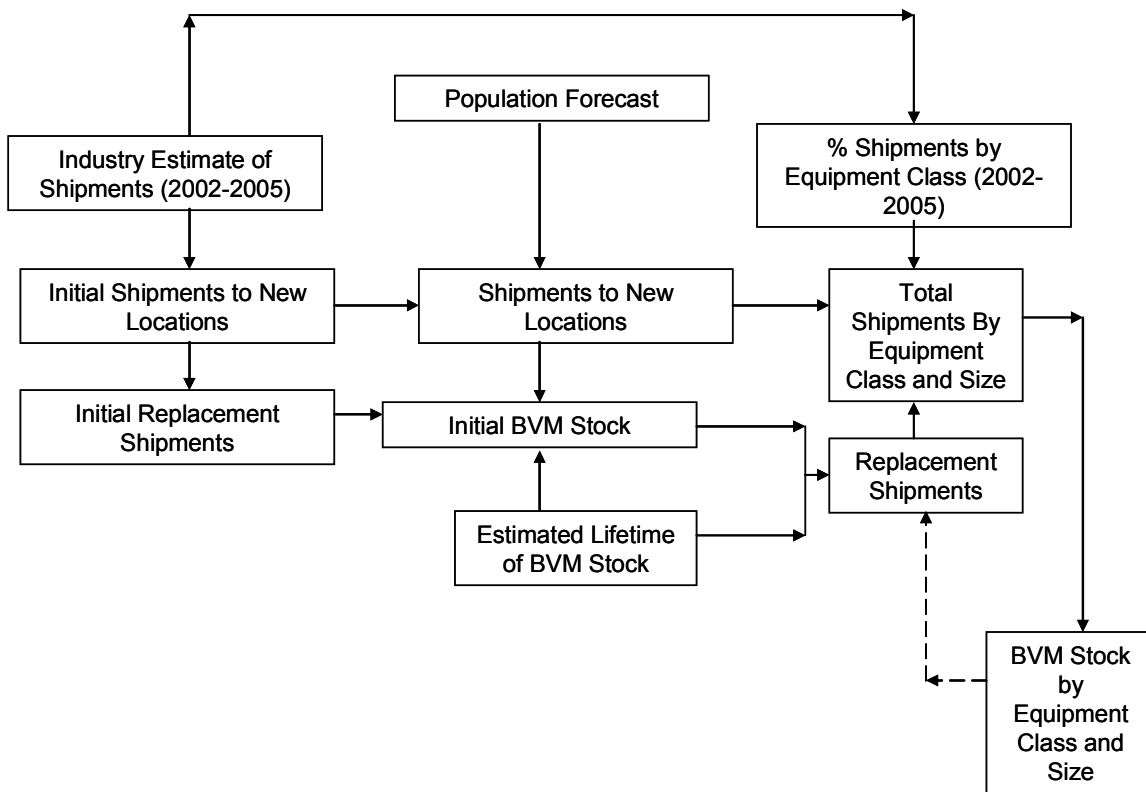 Population Forecast
Industry Estimate of
Shipments (2002-2005)
% Shipments by
Equipment Class (2002-
2005)
Initial Shipments to New
Locations
Shipments to New
Locations
Total
Shipments By
Equipment
Class and Size
Initial Replacement
Shipments
Initial BVM Stock
Replacement
Shipments
Estimated Lifetime
of BVM Stock
BVM Stock
by
Equipment
Class and
Size